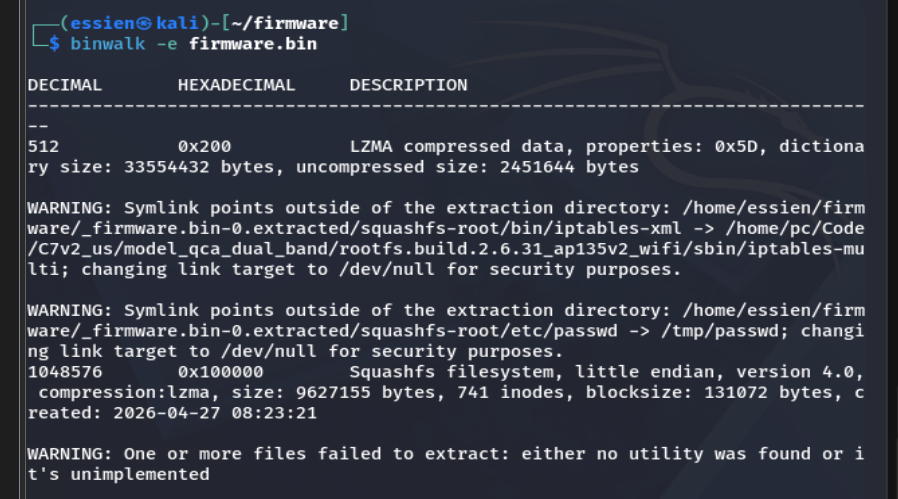 ┌──(essien㉿kali)-[~/firmware]
└─$ binwalk -e firmware.bin
DECIMAL       HEXADECIMAL     DESCRIPTION
--------------------------------------------------------------------------------
--
512           0x200           LZMA compressed data, properties: 0x5D, dictiona
ry size: 33554432 bytes, uncompressed size: 2451644 bytes
WARNING: Symlink points outside of the extraction directory: /home/essien/firm
ware/_firmware.bin-0.extracted/squashfs-root/bin/iptables-xml -> /home/pc/Code
/C7v2_us/model_qca_dual_band/rootfs.build.2.6.31_ap135v2_wifi/sbin/iptables-mu
lti; changing link target to /dev/null for security purposes.
WARNING: Symlink points outside of the extraction directory: /home/essien/firm
ware/_firmware.bin-0.extracted/squashfs-root/etc/passwd -> /tmp/passwd; changi
ng link target to /dev/null for security purposes.
1048576       0x100000        Squashfs filesystem, little endian, version 4.0,
 compression:lzma, size: 9627155 bytes, 741 inodes, blocksize: 131072 bytes, c
reated: 2026-04-27 08:23:21
WARNING: One or more files failed to extract: either no utility was found or i
t's unimplemented